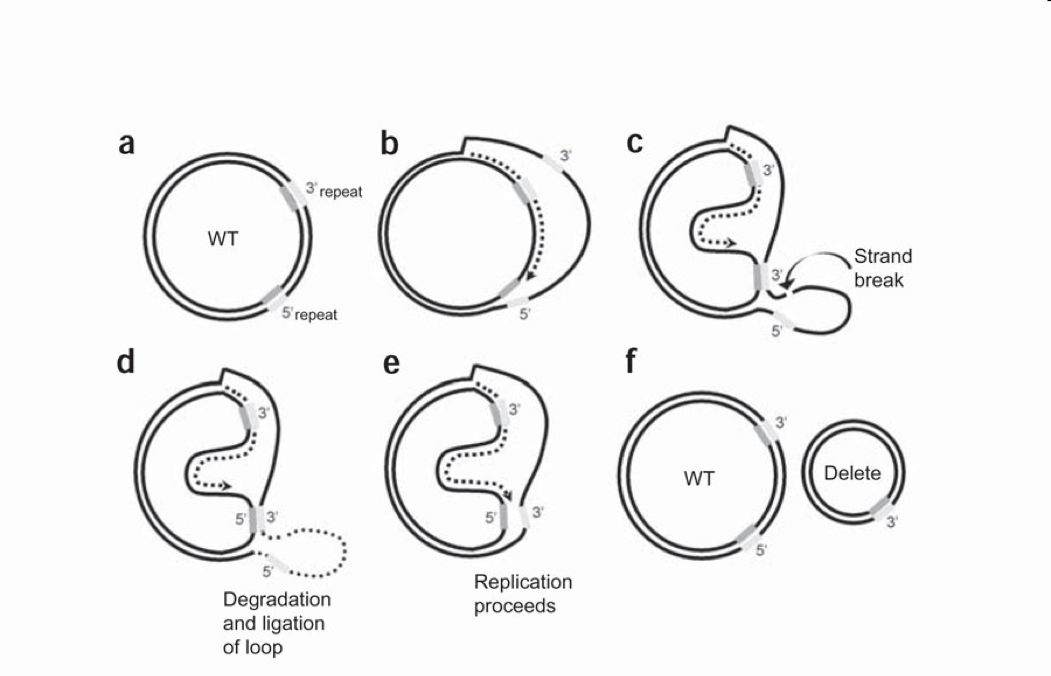 a
WT
3' repeat
5' repeat
b
3'
5'
c
3'
3'
5'
Strand
break
d
3'
5' 3'
5'
Degradation
and ligation
of loop
e
3'
5' 3'
Replication
proceeds
f
WT
3'
5'
Delete
3'